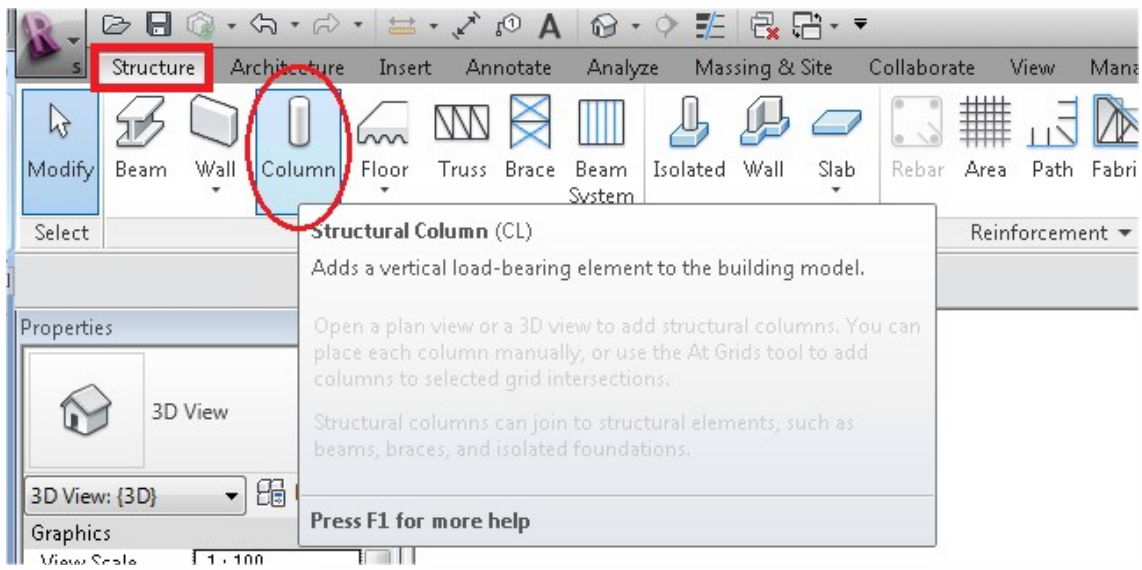 S
Structure Architecture Insert Annotate Analyze Massing & Site Collaborate View Mana
Modify Beam Wall Column Floor Truss Brace Beam System Isolated Wall Slab Rebar Area Path Fabri
Select Reinforcement
Structural Column (CL)
Adds a vertical load-bearing element to the building model.
Open a plan view or a 3D view to add structural columns. You can
place each column manually, or use the At Grids tool to add
columns to selected grid intersections.
Structural columns can join to structural elements, such as
beams, braces, and isolated foundations.
Press F1 for more help
Properties
3D View
3D View: {3D}
Graphics
View Scale 1 : 100